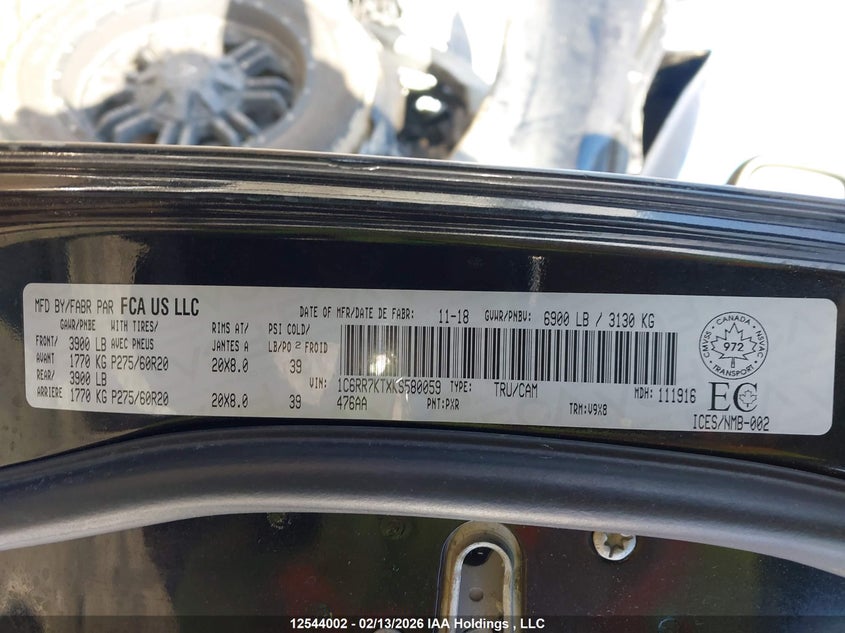 MFD BY/FABR PAR FCA US LLC DATE OF MFR/DATE DE FABR: 11-18 GVWR/PNBV: 6900 LB / 3130 KG
GAWR/PNBE WITH TIRES/ RIMS AT/ PSI COLD/
FRONT/ 3900 LB AVEC PNEUS JANTES A LB/PO 2 FROID
AVANT 1770 KG P275/60R20 20X8.0 39
REAR/ 3900 LB
ARRIERE 1770 KG P275/60R20 20X8.0 39
VIN: 1C6RR7KTXKS580059 TYPE: TRU/CAM MDH: 111916
476AA PNT:PXR TRM:V9X8
CANADA
CMVSS 972 NSVAC
TRANSPORT
EC
ICES/NMB-002
12544002 - 02/13/2026 IAA Holdings , LLC